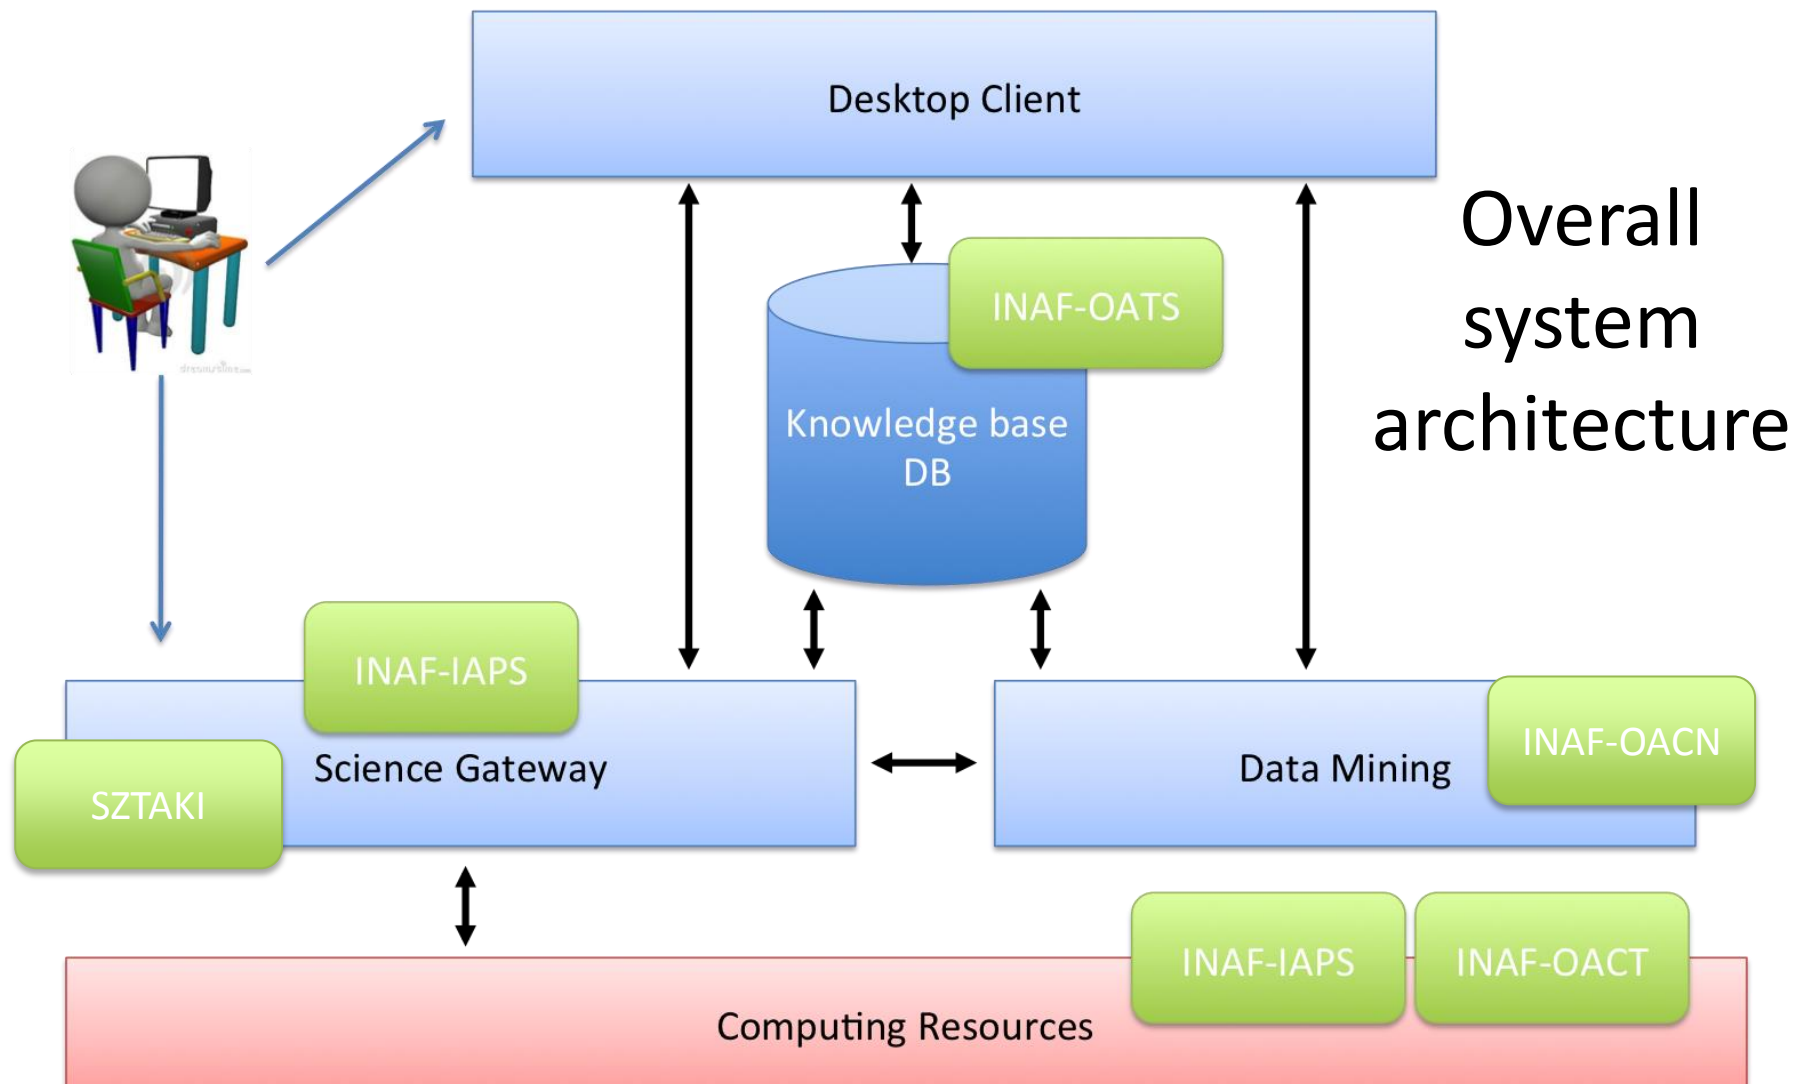 Desktop Client
Overall
system
architecture
INAF-OATS
Knowledge base
DB
INAF-IAPS
SZTAKI
Science Gateway
Data Mining
INAF-OACN
INAF-IAPS
INAF-OACT
Computing Resources